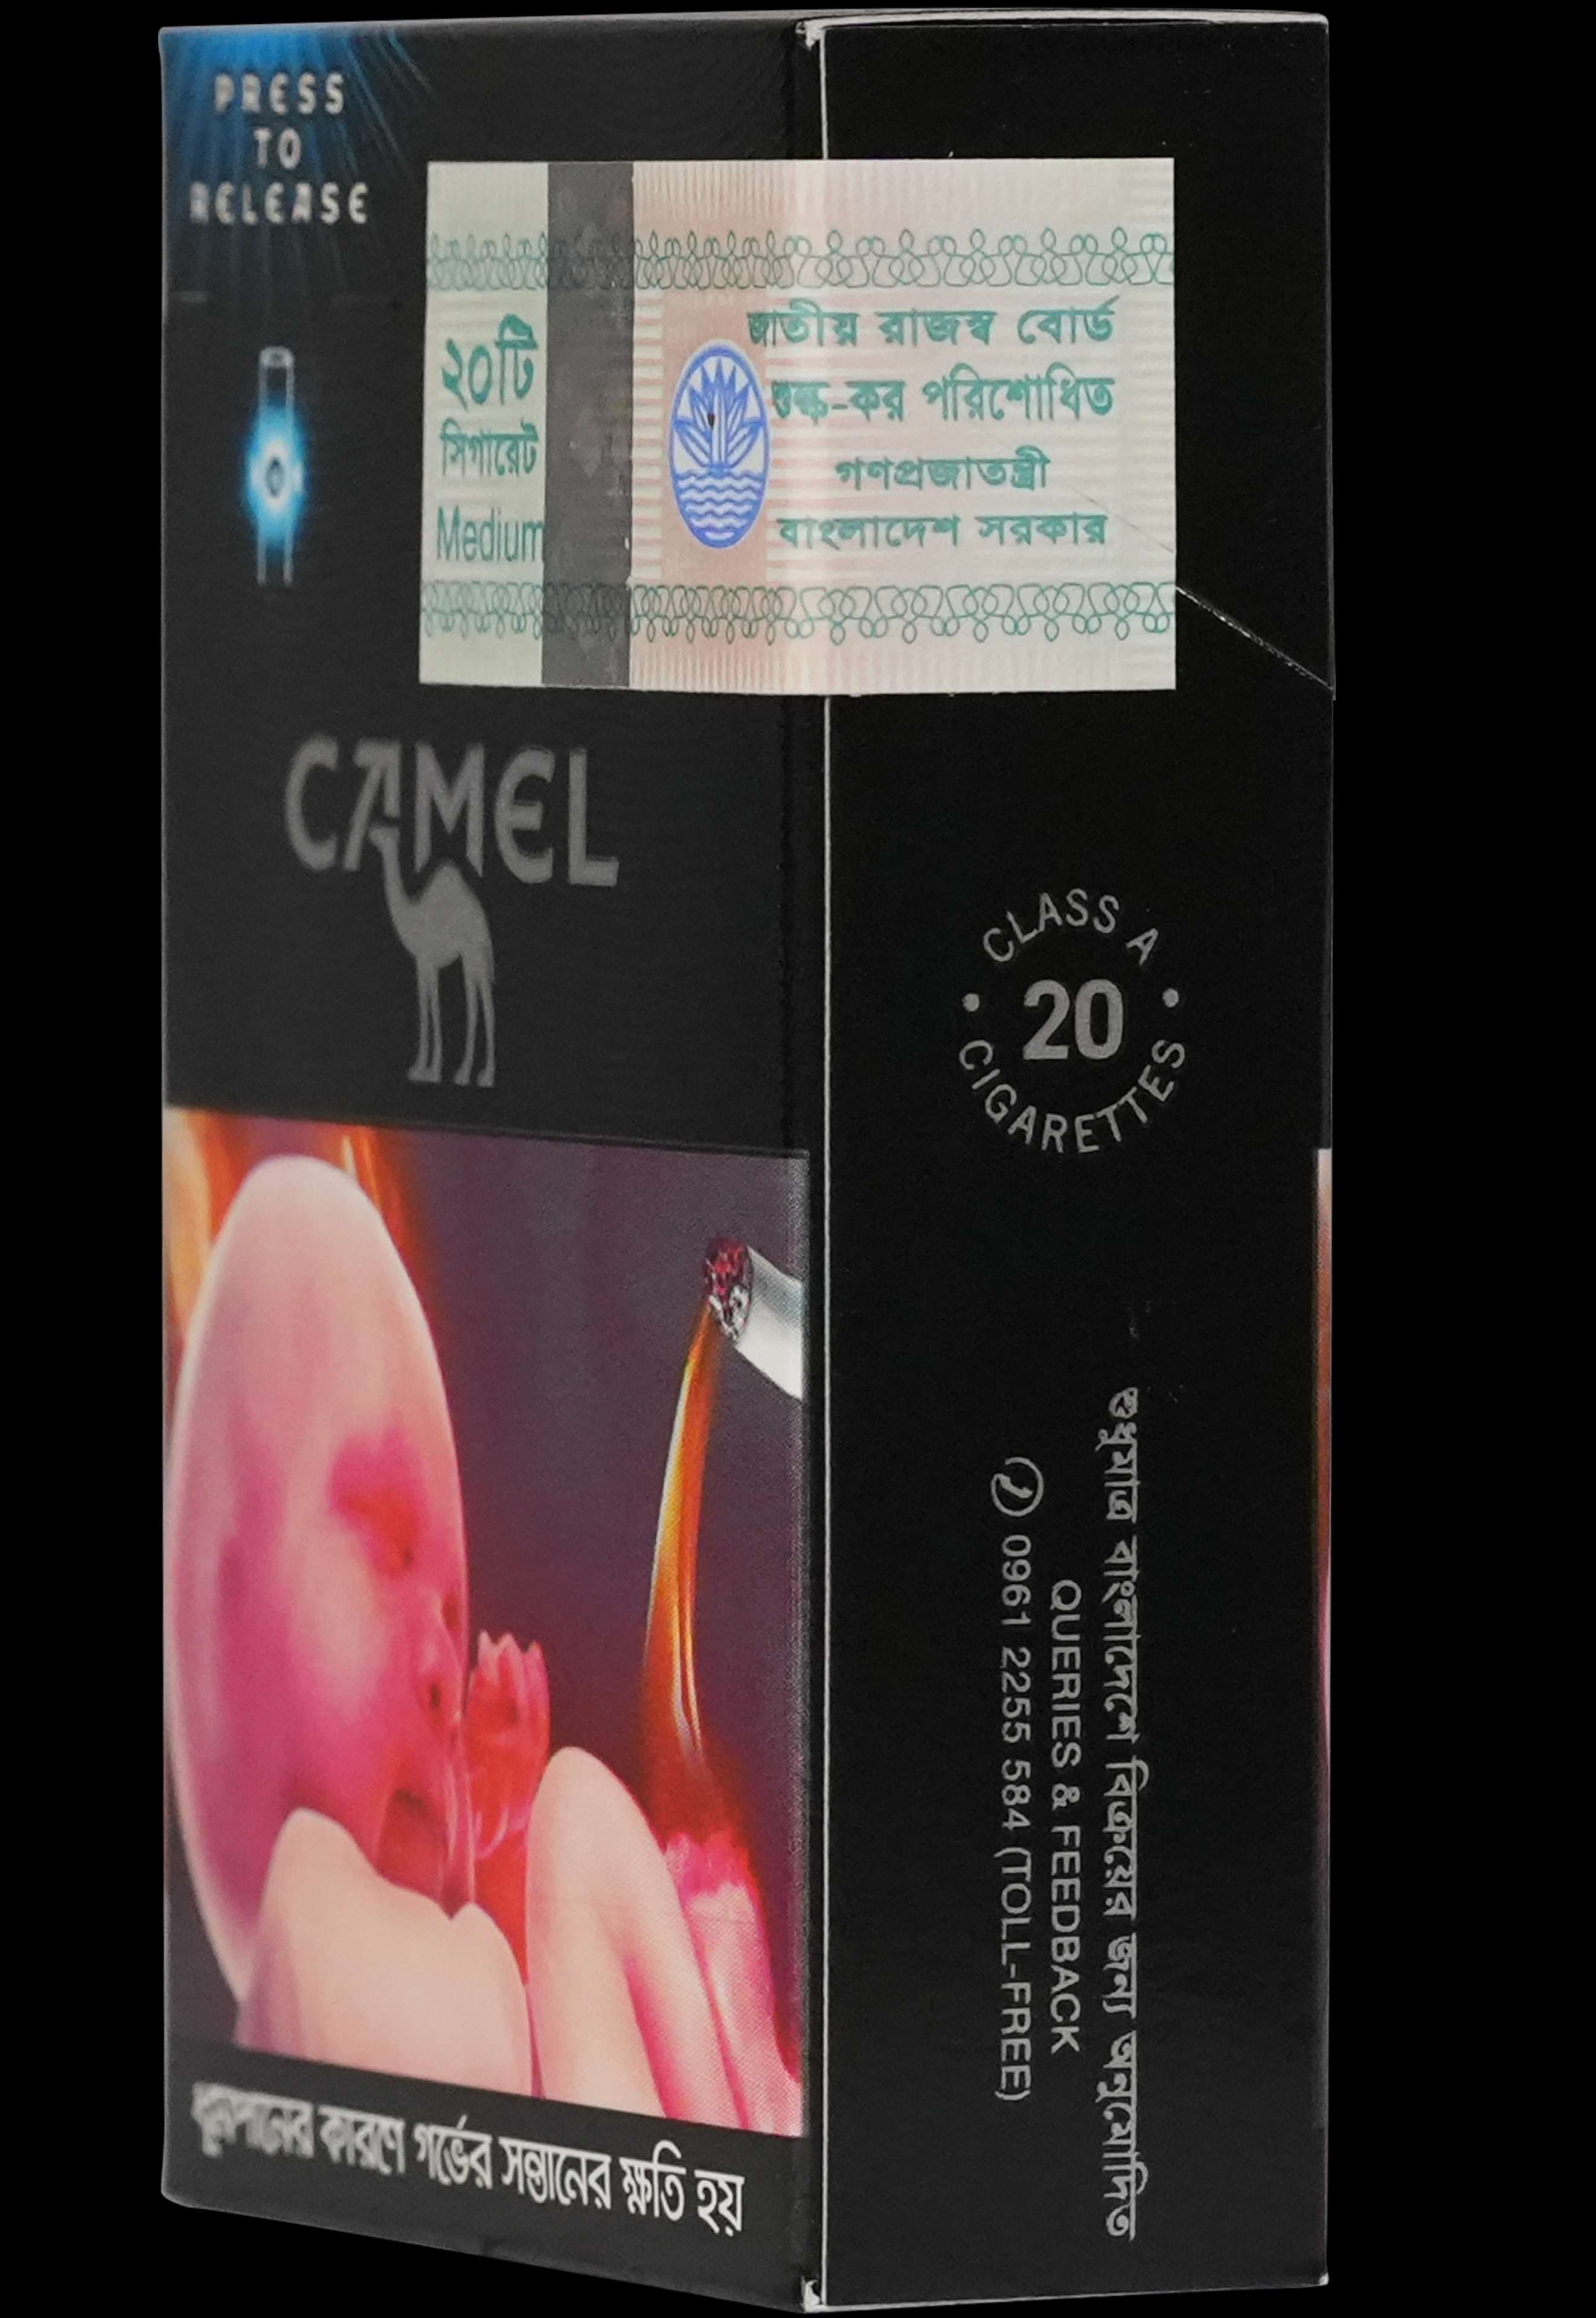 PRESS
TO
RELEASE
২০টি
সিগারেট
Medium
জাতীয় রাজস্ব বোর্ড
শুল্ক-কর পরিশোধিত
গণপ্রজাতন্ত্রী
বাংলাদেশ সরকার
CAMEL
CLASS A
20
CIGARETTES
শুধুমাত্র বাংলাদেশে বিক্রয়ের জন্য অনুমোদিত
QUERIES & FEEDBACK
0961 2255 584 (TOLL-FREE)
ধূমপানের কারণে গর্ভের সন্তানের ক্ষতি হয়